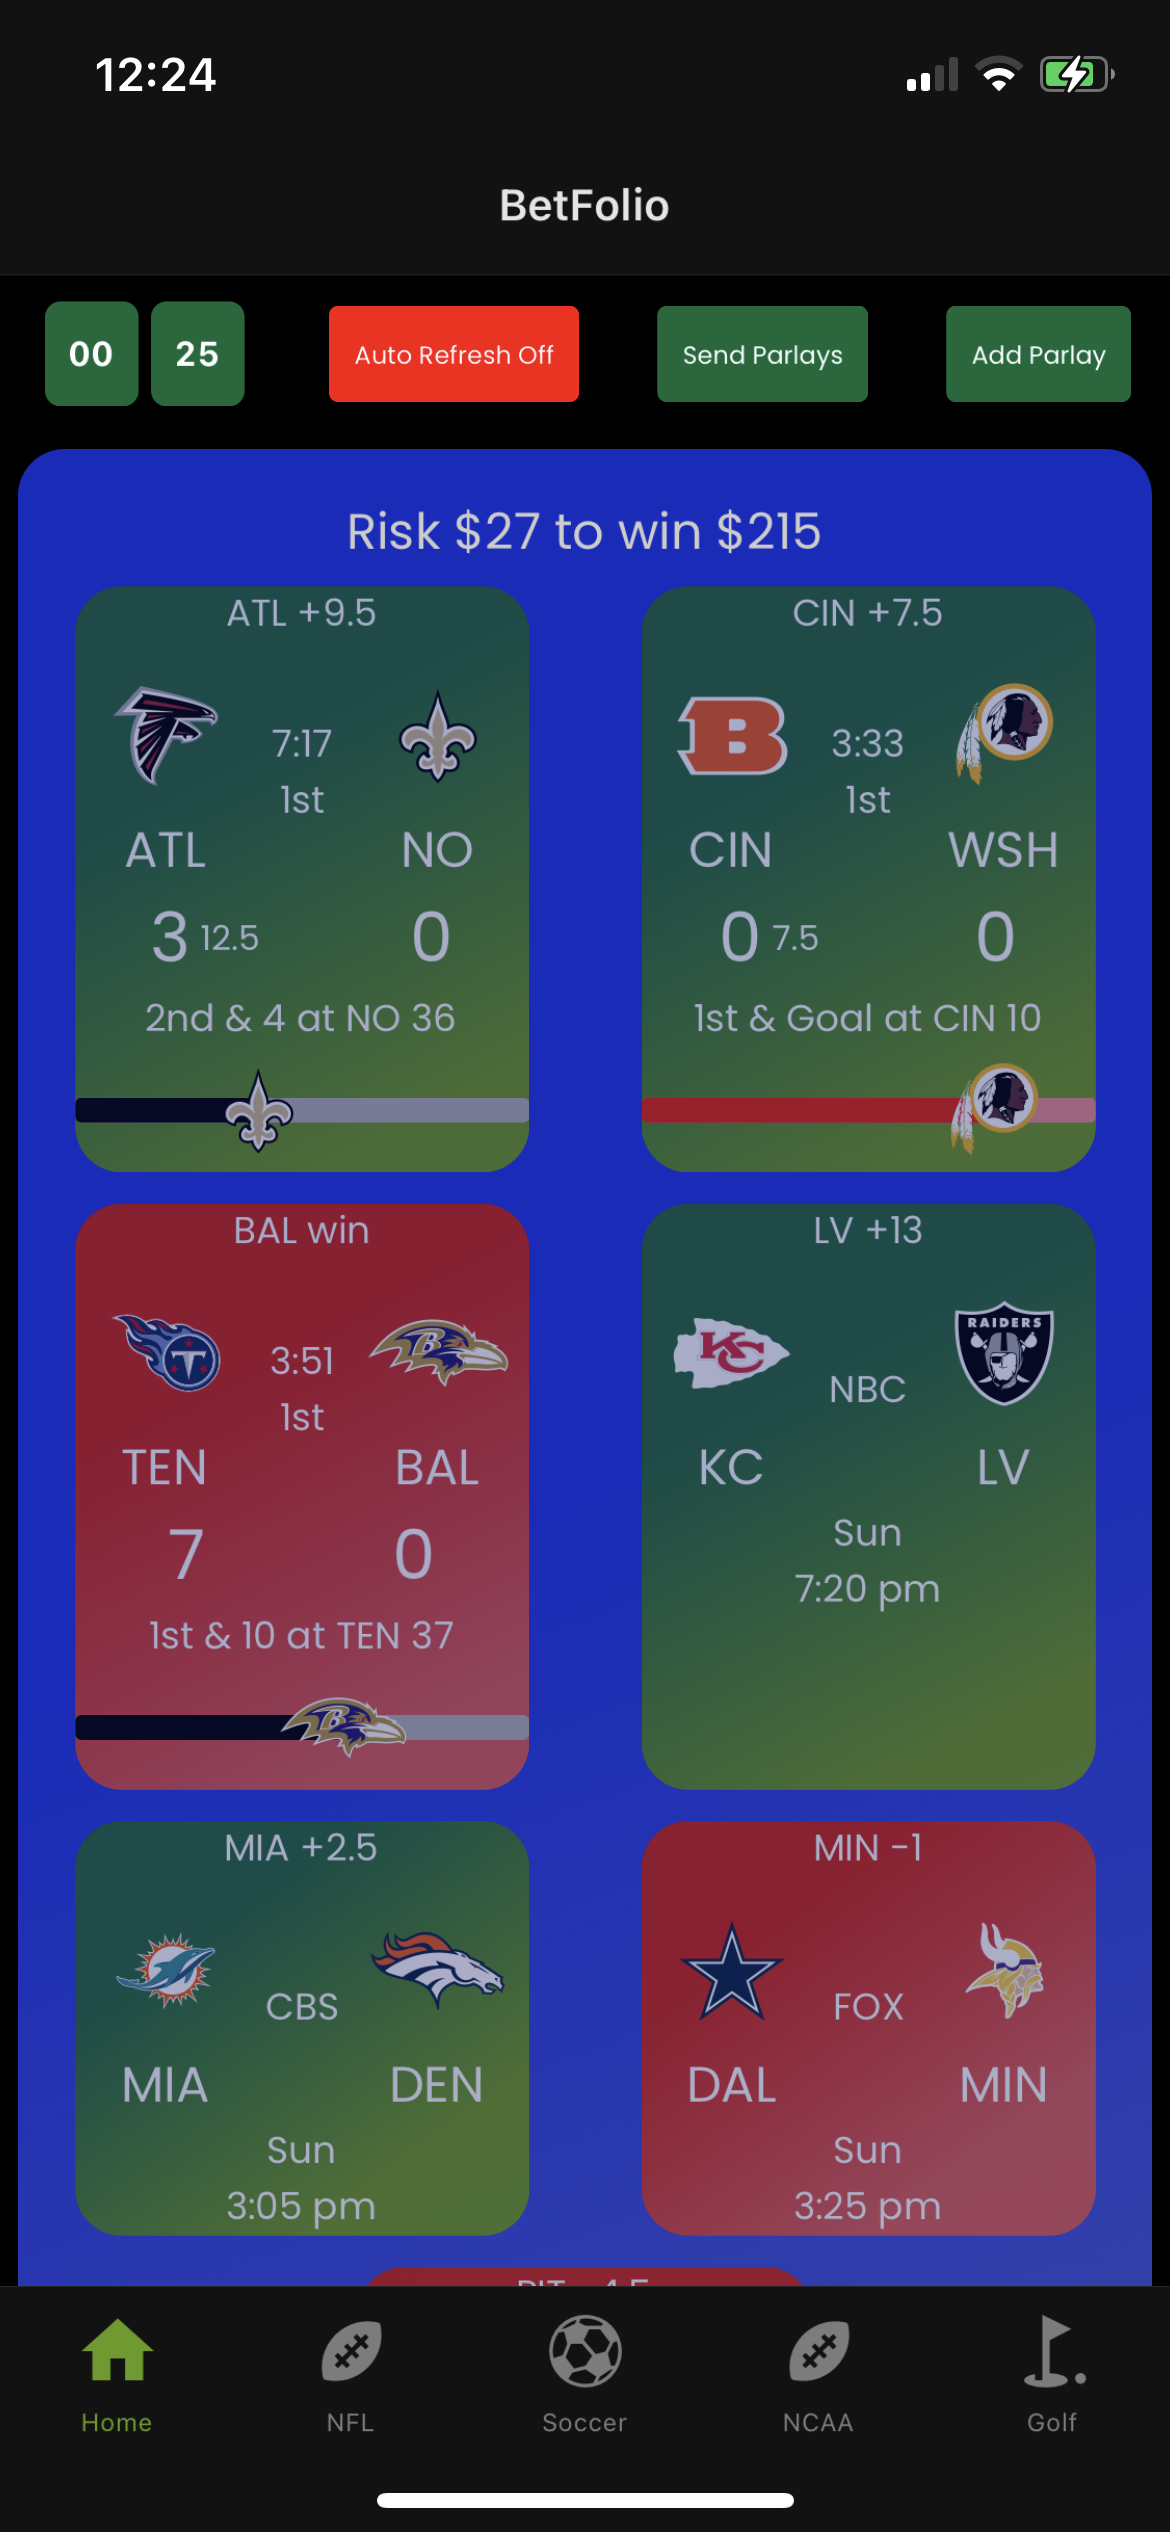 12:24
BetFolio
00 25 Auto Refresh Off Send Parlays Add Parlay
Risk $27 to win $215
ATL +9.5
7:17
1st
ATL NO
3 12.5 0
2nd & 4 at NO 36
CIN +7.5
B
3:33
1st
CIN WSH
0 7.5 0
1st & Goal at CIN 10
BAL win
T
B
3:51
1st
TEN BAL
7 0
1st & 10 at TEN 37
B
LV +13
KC
RAIDERS
NBC
KC LV
Sun
7:20 pm
MIA +2.5
CBS
MIA DEN
Sun
3:05 pm
MIN -1
FOX
DAL MIN
Sun
3:25 pm
Home NFL Soccer NCAA Golf